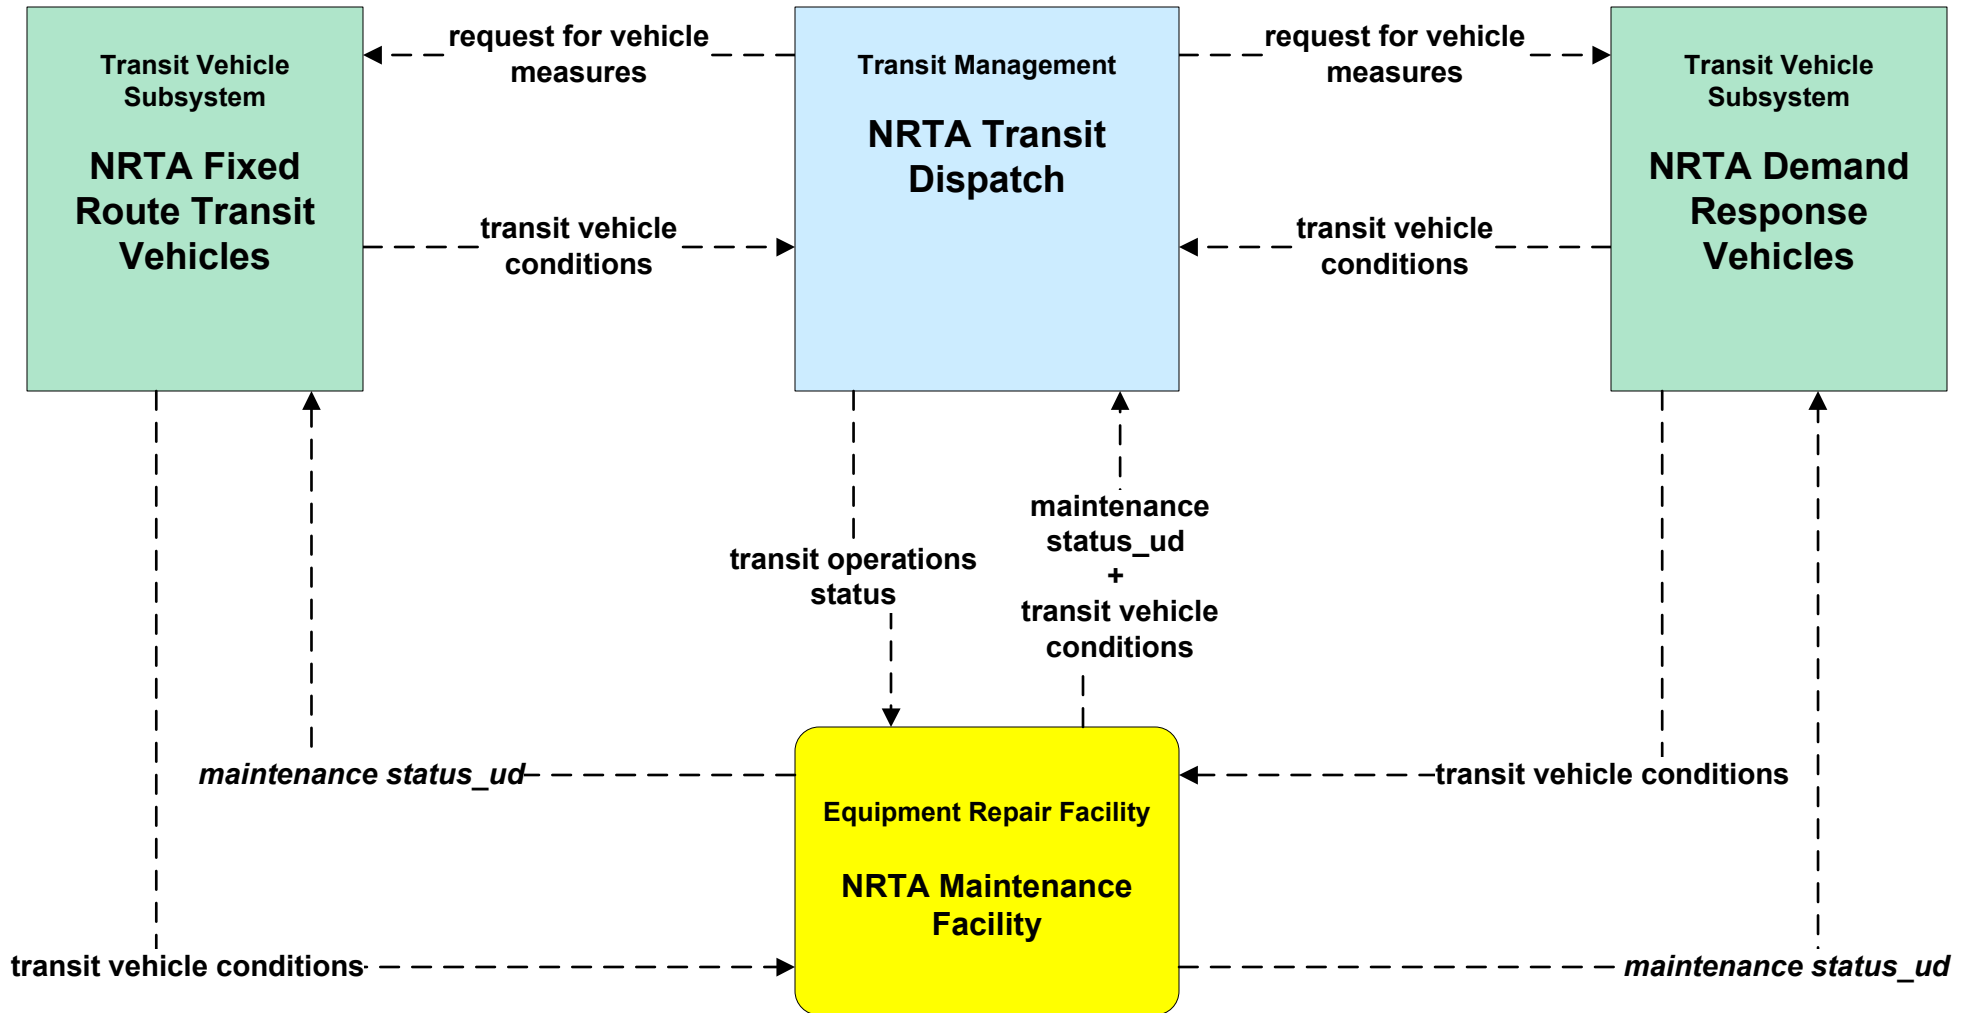 Transit Vehicle
Subsystem
NRTA Fixed
Route Transit
Vehicles
request for vehicle
measures
transit vehicle
conditions
Transit Management
NRTA Transit
Dispatch
request for vehicle
measures
transit vehicle
conditions
Transit Vehicle
Subsystem
NRTA Demand
Response
Vehicles
transit operations
status
maintenance
status_ud
+
transit vehicle
conditions
maintenance status_ud
transit vehicle conditions
Equipment Repair Facility
NRTA Maintenance
Facility
transit vehicle conditions
maintenance status_ud